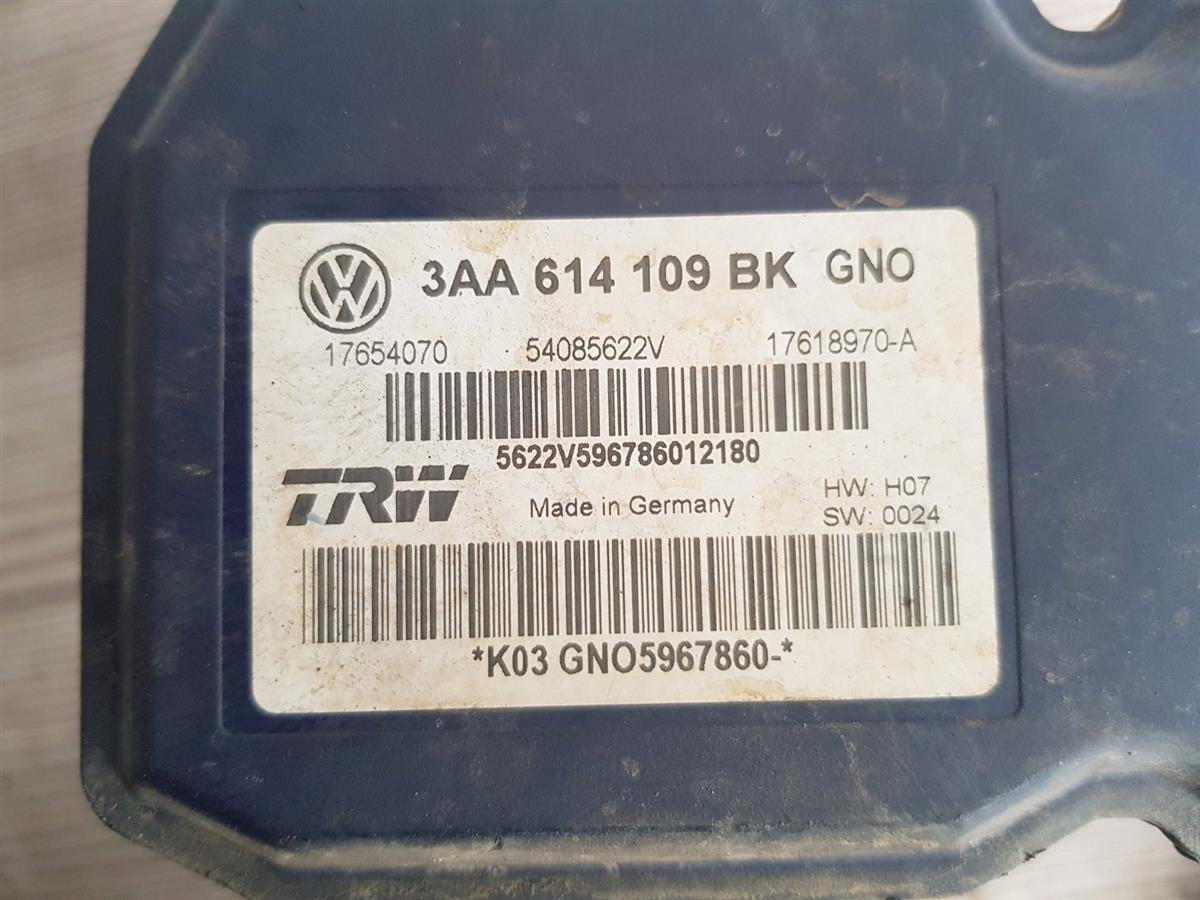 3AA 614 109 BK GNO
17654070 54085622V 17618970-A
5622V596786012180
TRW Made in Germany HW: H07
SW: 0024
*K03 GNO5967860-*